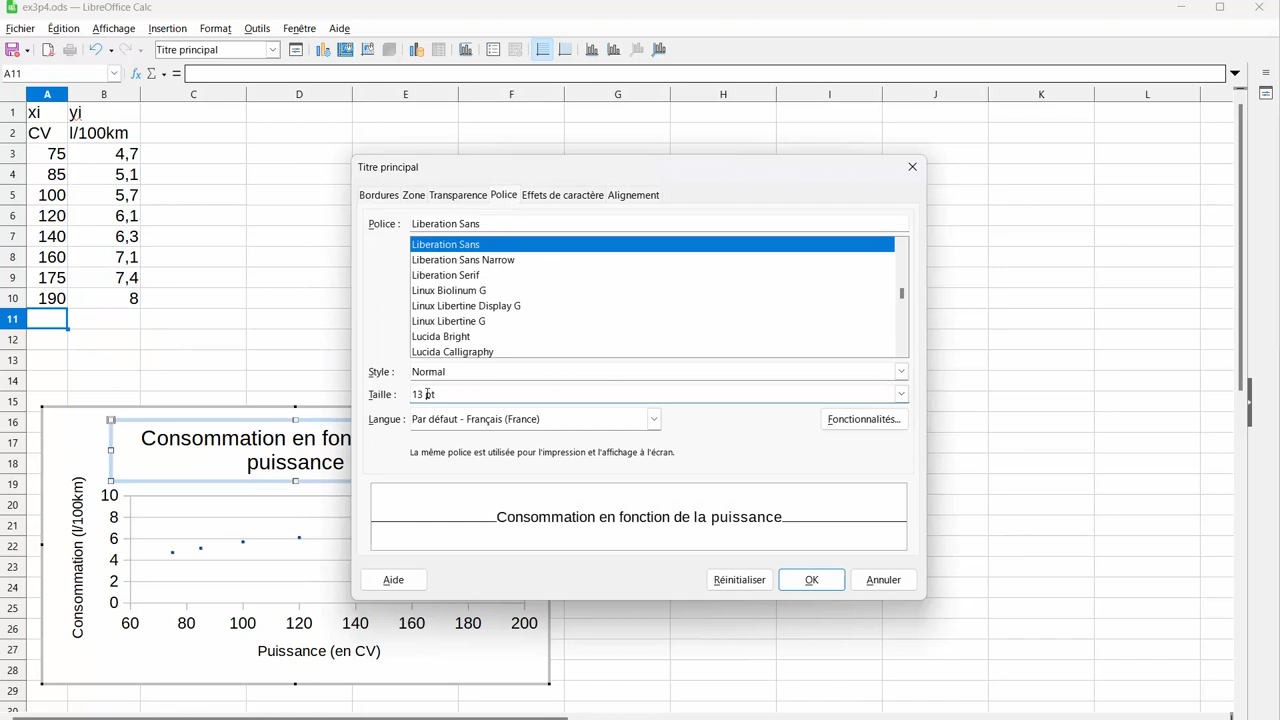 ex3p4.ods — LibreOffice Calc
Fichier Édition Affichage Insertion Format Outils Fenêtre Aide
Titre principal
A11
A B C D E F G H I J K L
1 xi yi
2 CV l/100km
3 75 4,7
4 85 5,1
5 100 5,7
6 120 6,1
7 140 6,3
8 160 7,1
9 175 7,4
10 190 8
11
12
13
14
15
16
17
18
19
20
21
22
23
24
25
26
27
28
29
30
Consommation en fon
puissance
Consommation (l/100km)
10
8
6
4
2
0
60 80 100 120 140 160 180 200
Puissance (en CV)
Titre principal
Bordures Zone Transparence Police Effets de caractère Alignement
Police : Liberation Sans
Liberation Sans
Liberation Sans Narrow
Liberation Serif
Linux Biolinum G
Linux Libertine Display G
Linux Libertine G
Lucida Bright
Lucida Calligraphy
Style : Normal
Taille : 13 pt
Langue : Par défaut - Français (France)
Fonctionnalités...
La même police est utilisée pour l'impression et l'affichage à l'écran.
Consommation en fonction de la puissance
Aide Réinitialiser OK Annuler